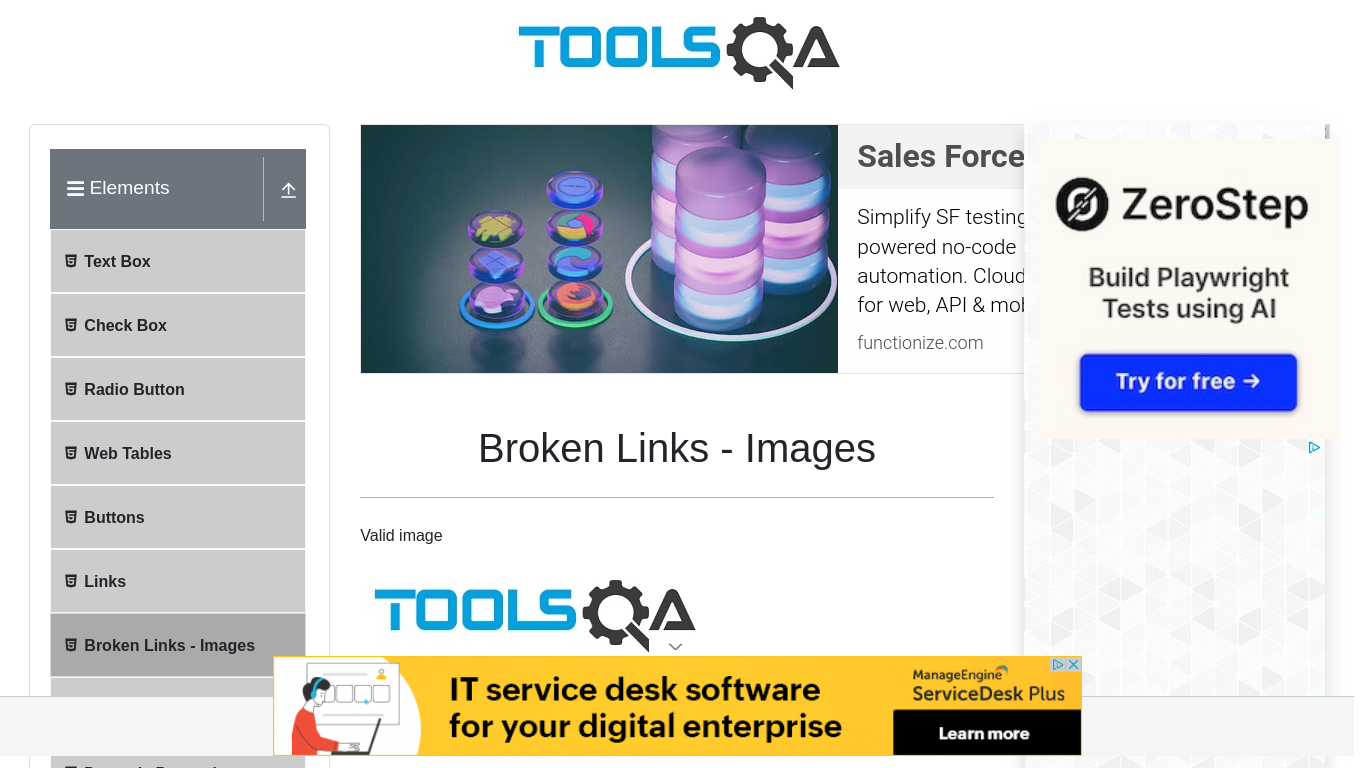 TOOLSQA
Elements
Text Box
Check Box
Radio Button
Web Tables
Buttons
Links
Broken Links - Images
Sales Force
Simplify SF testing
powered no-code
automation. Cloud
for web, API & mob
functionize.com
ZeroStep
Build Playwright
Tests using AI
Try for free →
Broken Links - Images
Valid image
TOOLSQA
IT service desk software
for your digital enterprise
ManageEngine
ServiceDesk Plus
Learn more